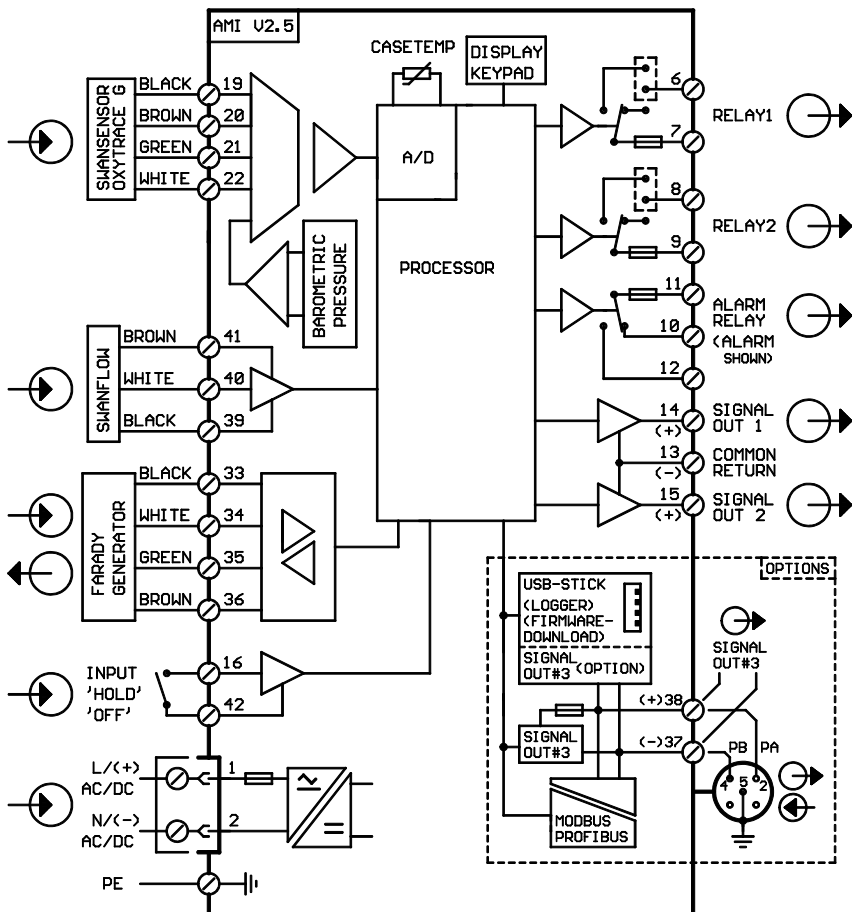 AMI V2.5
CASETEMP
DISPLAY
KEYPAD
SWANSENSOR
OXYTRACE G
BLACK 19
BROWN 20
GREEN 21
WHITE 22
A/D
PROCESSOR
BAROMETRIC
PRESSURE
6
7
RELAY1
8
9
RELAY2
11
10
12
ALARM
RELAY
(ALARM
SHOWN)
SWANFLOW
BROWN 41
WHITE 40
BLACK 39
14
(+)
SIGNAL
OUT 1
13
(-)
COMMON
RETURN
15
(+)
SIGNAL
OUT 2
FARADY
GENERATOR
BLACK 33
WHITE 34
GREEN 35
BROWN 36
INPUT
'HOLD'
'OFF'
16
42
L/(+)
AC/DC
1
N/(-)
AC/DC
2
PE
OPTIONS
USB-STICK
(LOGGER)
(FIRMWARE-
DOWNLOAD)
SIGNAL
OUT#3 (OPTION)
SIGNAL
OUT#3
(+)38
SIGNAL
OUT#3
(-)37
PB PA
4 5 2
MODBUS
PROFIBUS